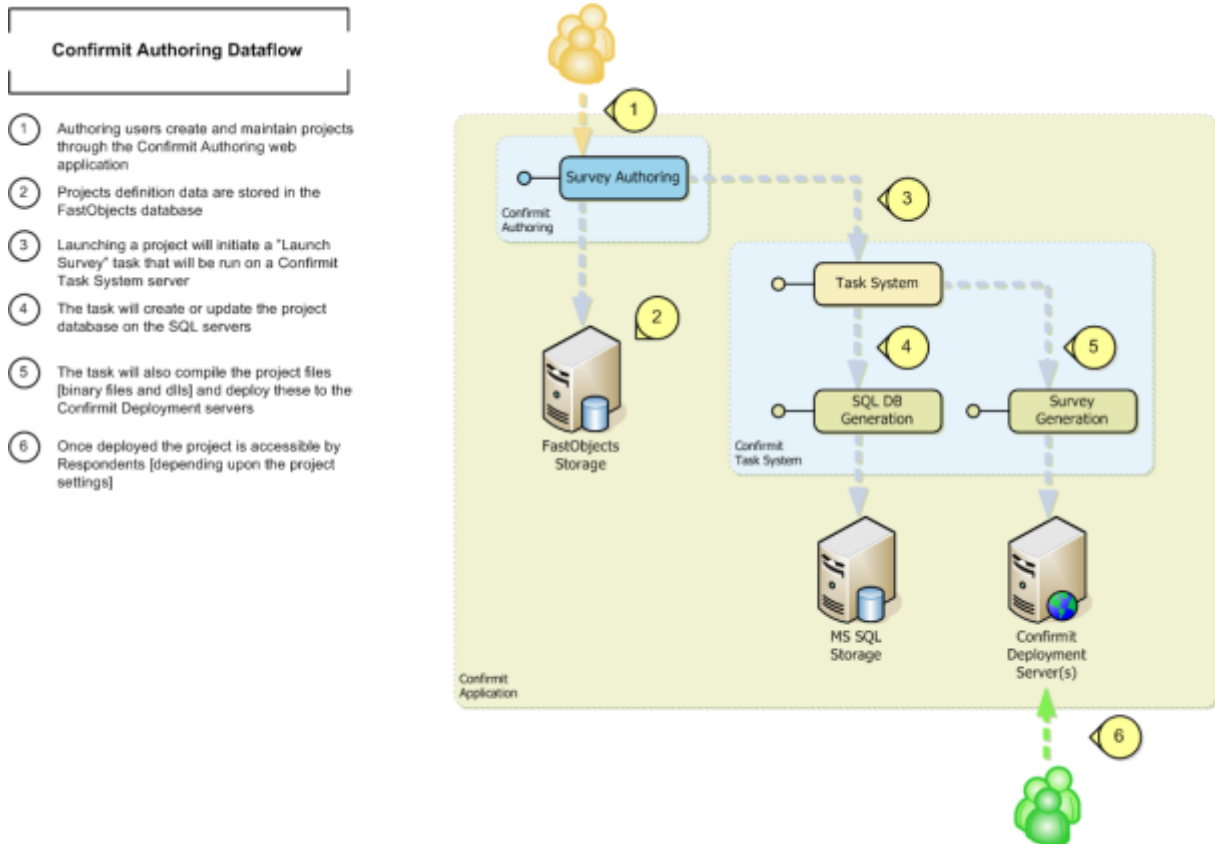 Confirmit Authoring Dataflow
1
Authoring users create and maintain projects
through the Confirmit Authoring web
application
2
Projects definition data are stored in the
FastObjects database
3
Launching a project will initiate a "Launch
Survey" task that will be run on a Confirmit
Task System server
4
The task will create or update the project
database on the SQL servers
5
The task will also compile the project files
[binary files and dlls] and deploy these to the
Confirmit Deployment servers
6
Once deployed the project is accessible by
Respondents [depending upon the project
settings]
1
Survey Authoring
Confirmit
Authoring
3
Task System
2
4
5
SQL DB
Generation
Survey
Generation
Confirmit
Task System
FastObjects
Storage
MS SQL
Storage
Confirmit
Deployment
Server(s)
Confirmit
Application
6